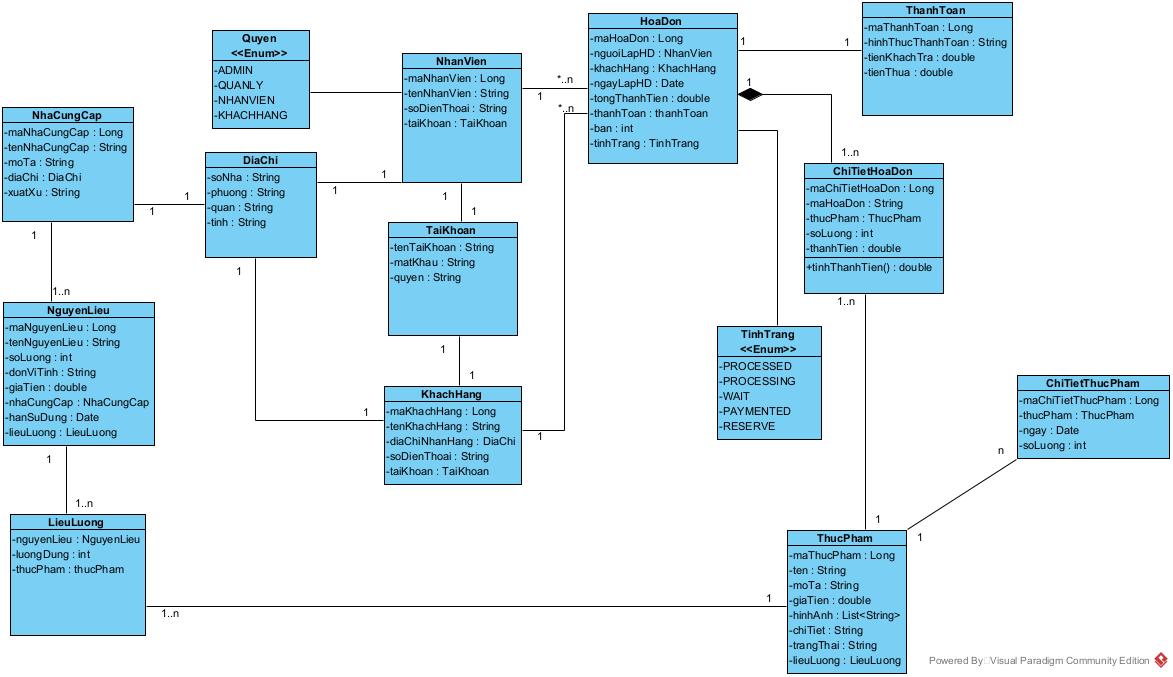 Quyen
<<Enum>>
-ADMIN
-QUANLY
-NHANVIEN
-KHACHHANG
NhanVien
-maNhanVien : Long
-tenNhanVien : String
-soDienThoai : String
-taiKhoan : TaiKhoan
HoaDon
-maHoaDon : Long
-nguoiLapHD : NhanVien
-khachHang : KhachHang
-ngayLapHD : Date
-tongThanhTien : double
-thanhToan : thanhToan
-ban : int
-tinhTrang : TinhTrang
ThanhToan
-maThanhToan : Long
-hinhThucThanhToan : String
-tienKhachTra : double
-tienThua : double
1
1
*..n
1
*..n
1
1..n
NhaCungCap
-maNhaCungCap : Long
-tenNhaCungCap : String
-moTa : String
-diaChi : DiaChi
-xuatXu : String
1
1
DiaChi
-soNha : String
-phuong : String
-quan : String
-tinh : String
1
1
1
1
TaiKhoan
-tenTaiKhoan : String
-matKhau : String
-quyen : String
ChiTietHoaDon
-maChiTietHoaDon : Long
-maHoaDon : String
-thucPham : ThucPham
-soLuong : int
-thanhTien : double
+tinhThanhTien() : double
1
1..n
1
1..n
NguyenLieu
-maNguyenLieu : Long
-tenNguyenLieu : String
-soLuong : int
-donViTinh : String
-giaTien : double
-nhaCungCap : NhaCungCap
-hanSuDung : Date
-lieuLuong : LieuLuong
1
1
1
KhachHang
-maKhachHang : Long
-tenKhachHang : String
-diaChiNhanHang : DiaChi
-soDienThoai : String
-taiKhoan : TaiKhoan
1
TinhTrang
<<Enum>>
-PROCESSED
-PROCESSING
-WAIT
-PAYMENTED
-RESERVE
ChiTietThucPham
-maChiTietThucPham : Long
-thucPham : ThucPham
-ngay : Date
-soLuong : int
n
1
1
1
1..n
LieuLuong
-nguyenLieu : NguyenLieu
-luongDung : int
-thucPham : thucPham
1..n
1
ThucPham
-maThucPham : Long
-ten : String
-moTa : String
-giaTien : double
-hinhAnh : List<String>
-chiTiet : String
-trangThai : String
-lieuLuong : LieuLuong
Powered By Visual Paradigm Community Edition